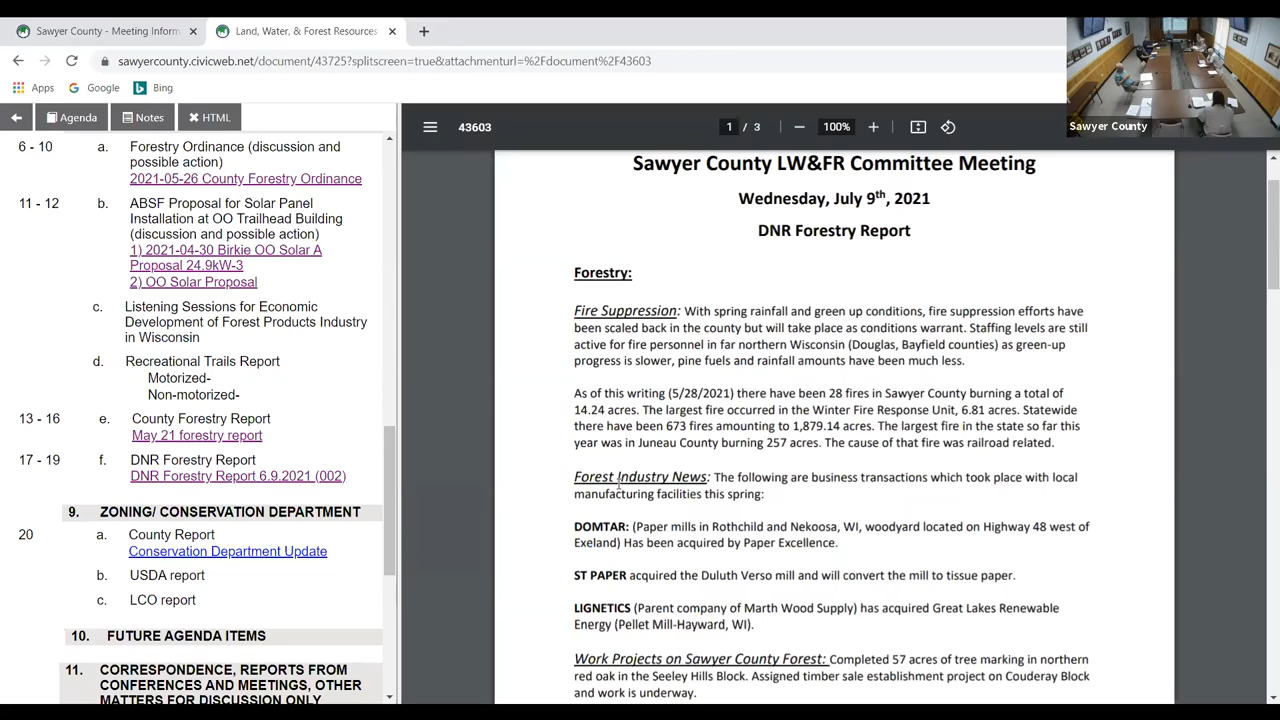 Sawyer County - Meeting Inform
Land, Water, & Forest Resources
sawyercounty.civicweb.net/document/43725?splitscreen=true&attachmenturl=%2Fdocument%2F43603
Apps
Google
Bing
Sawyer County
Agenda
Notes
HTML
6 - 10
a. Forestry Ordinance (discussion and
possible action)
2021-05-26 County Forestry Ordinance
11 - 12
b. ABSF Proposal for Solar Panel
Installation at OO Trailhead Building
(discussion and possible action)
1) 2021-04-30 Birkie OO Solar A
Proposal 24.9kW-3
2) OO Solar Proposal
c. Listening Sessions for Economic
Development of Forest Products Industry
in Wisconsin
d. Recreational Trails Report
Motorized-
Non-motorized-
13 - 16
e. County Forestry Report
May 21 forestry report
17 - 19
f. DNR Forestry Report
DNR Forestry Report 6.9.2021 (002)
9. ZONING/ CONSERVATION DEPARTMENT
20
a. County Report
Conservation Department Update
b. USDA report
c. LCO report
10. FUTURE AGENDA ITEMS
11. CORRESPONDENCE, REPORTS FROM
CONFERENCES AND MEETINGS, OTHER
MATTERS FOR DISCUSSION ONLY
43603
1 / 3
100%
Sawyer County LW&FR Committee Meeting
Wednesday, July 9th, 2021
DNR Forestry Report
Forestry:
Fire Suppression: With spring rainfall and green up conditions, fire suppression efforts have
been scaled back in the county but will take place as conditions warrant. Staffing levels are still
active for fire personnel in far northern Wisconsin (Douglas, Bayfield counties) as green-up
progress is slower, pine fuels and rainfall amounts have been much less.
As of this writing (5/28/2021) there have been 28 fires in Sawyer County burning a total of
14.24 acres. The largest fire occurred in the Winter Fire Response Unit, 6.81 acres. Statewide
there have been 673 fires amounting to 1,879.14 acres. The largest fire in the state so far this
year was in Juneau County burning 257 acres. The cause of that fire was railroad related.
Forest Industry News: The following are business transactions which took place with local
manufacturing facilities this spring:
DOMTAR: (Paper mills in Rothchild and Nekoosa, WI, woodyard located on Highway 48 west of
Exeland) Has been acquired by Paper Excellence.
ST PAPER acquired the Duluth Verso mill and will convert the mill to tissue paper.
LIGNETICS (Parent company of Marth Wood Supply) has acquired Great Lakes Renewable
Energy (Pellet Mill-Hayward, WI).
Work Projects on Sawyer County Forest: Completed 57 acres of tree marking in northern
red oak in the Seeley Hills Block. Assigned timber sale establishment project on Couderay Block
and work is underway.